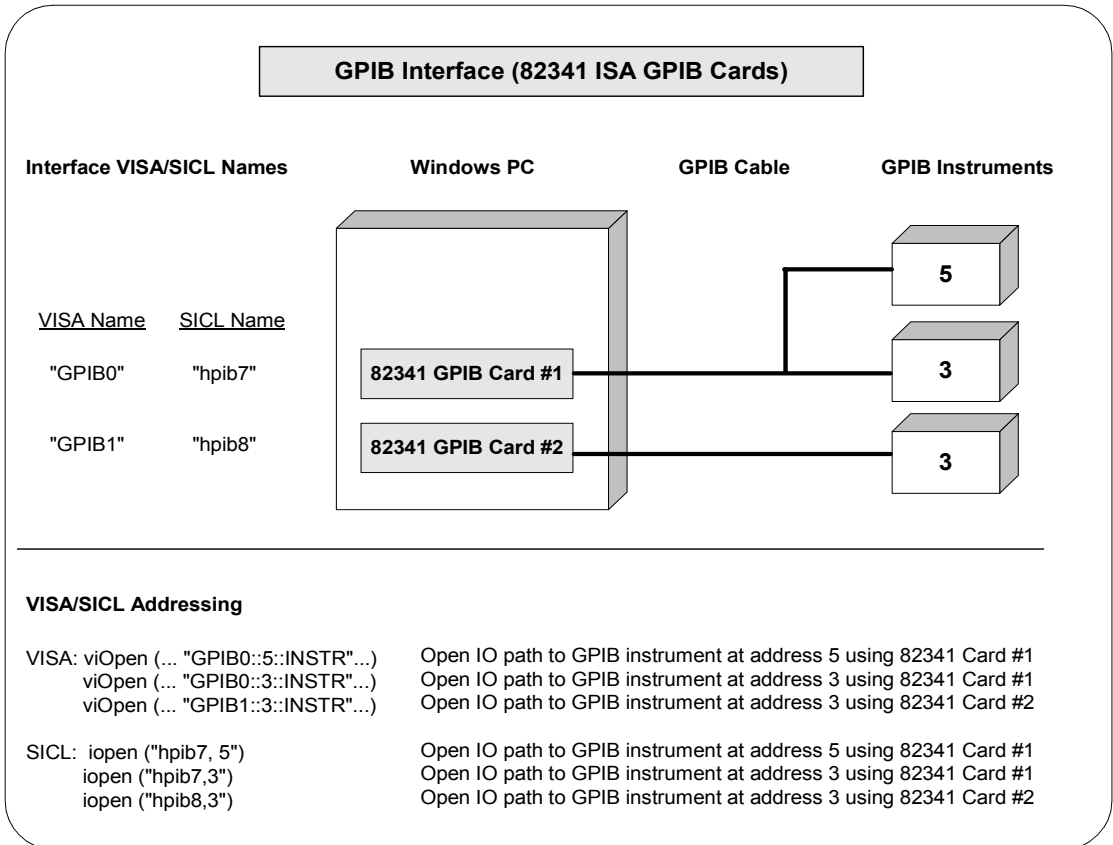 GPIB Interface (82341 ISA GPIB Cards)
Interface VISA/SICL Names Windows PC GPIB Cable GPIB Instruments
5
VISA Name SICL Name
"GPIB0" "hpib7" 82341 GPIB Card #1 3
"GPIB1" "hpib8" 82341 GPIB Card #2 3
VISA/SICL Addressing
VISA: viOpen (... "GPIB0::5::INSTR"...) Open IO path to GPIB instrument at address 5 using 82341 Card #1
viOpen (... "GPIB0::3::INSTR"...) Open IO path to GPIB instrument at address 3 using 82341 Card #1
viOpen (... "GPIB1::3::INSTR"...) Open IO path to GPIB instrument at address 3 using 82341 Card #2
SICL: iopen ("hpib7, 5") Open IO path to GPIB instrument at address 5 using 82341 Card #1
iopen ("hpib7,3") Open IO path to GPIB instrument at address 3 using 82341 Card #1
iopen ("hpib8,3") Open IO path to GPIB instrument at address 3 using 82341 Card #2